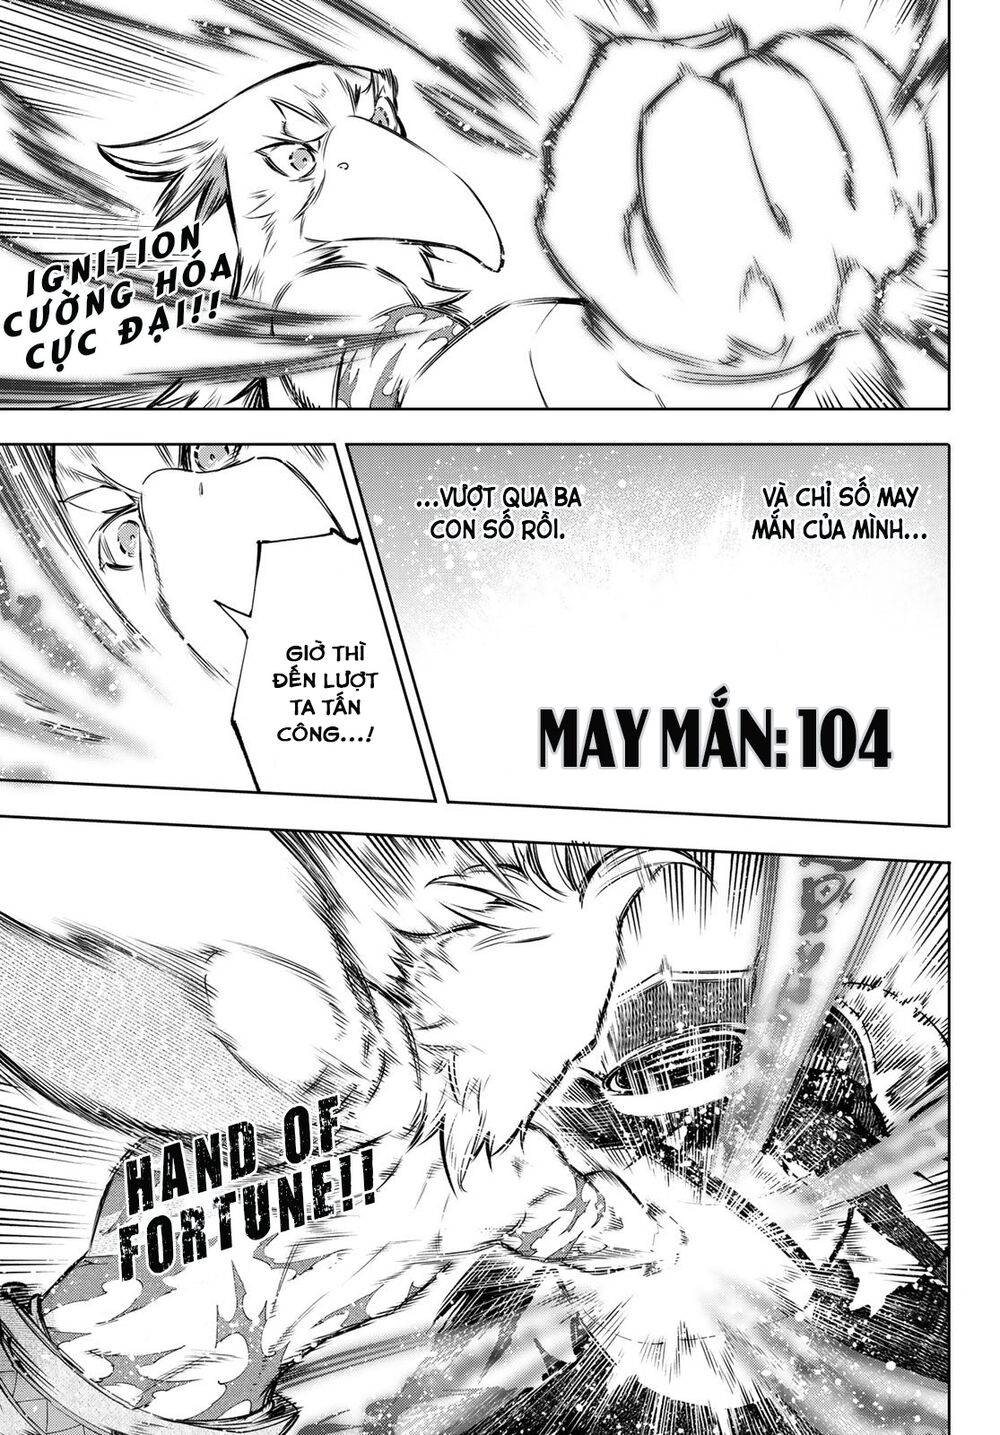 IGNITION
CƯỜNG HÓA
CỰC ĐẠI!!
VÀ CHỈ SỐ MAY
MẮN CỦA MÌNH...
...VƯỢT QUA BA
CON SỐ RỒI.
MAY MẮN: 104
GIỜ THÌ
ĐẾN LƯỢT
TA TẤN
CÔNG...!
HAND OF
FORTUNE!!